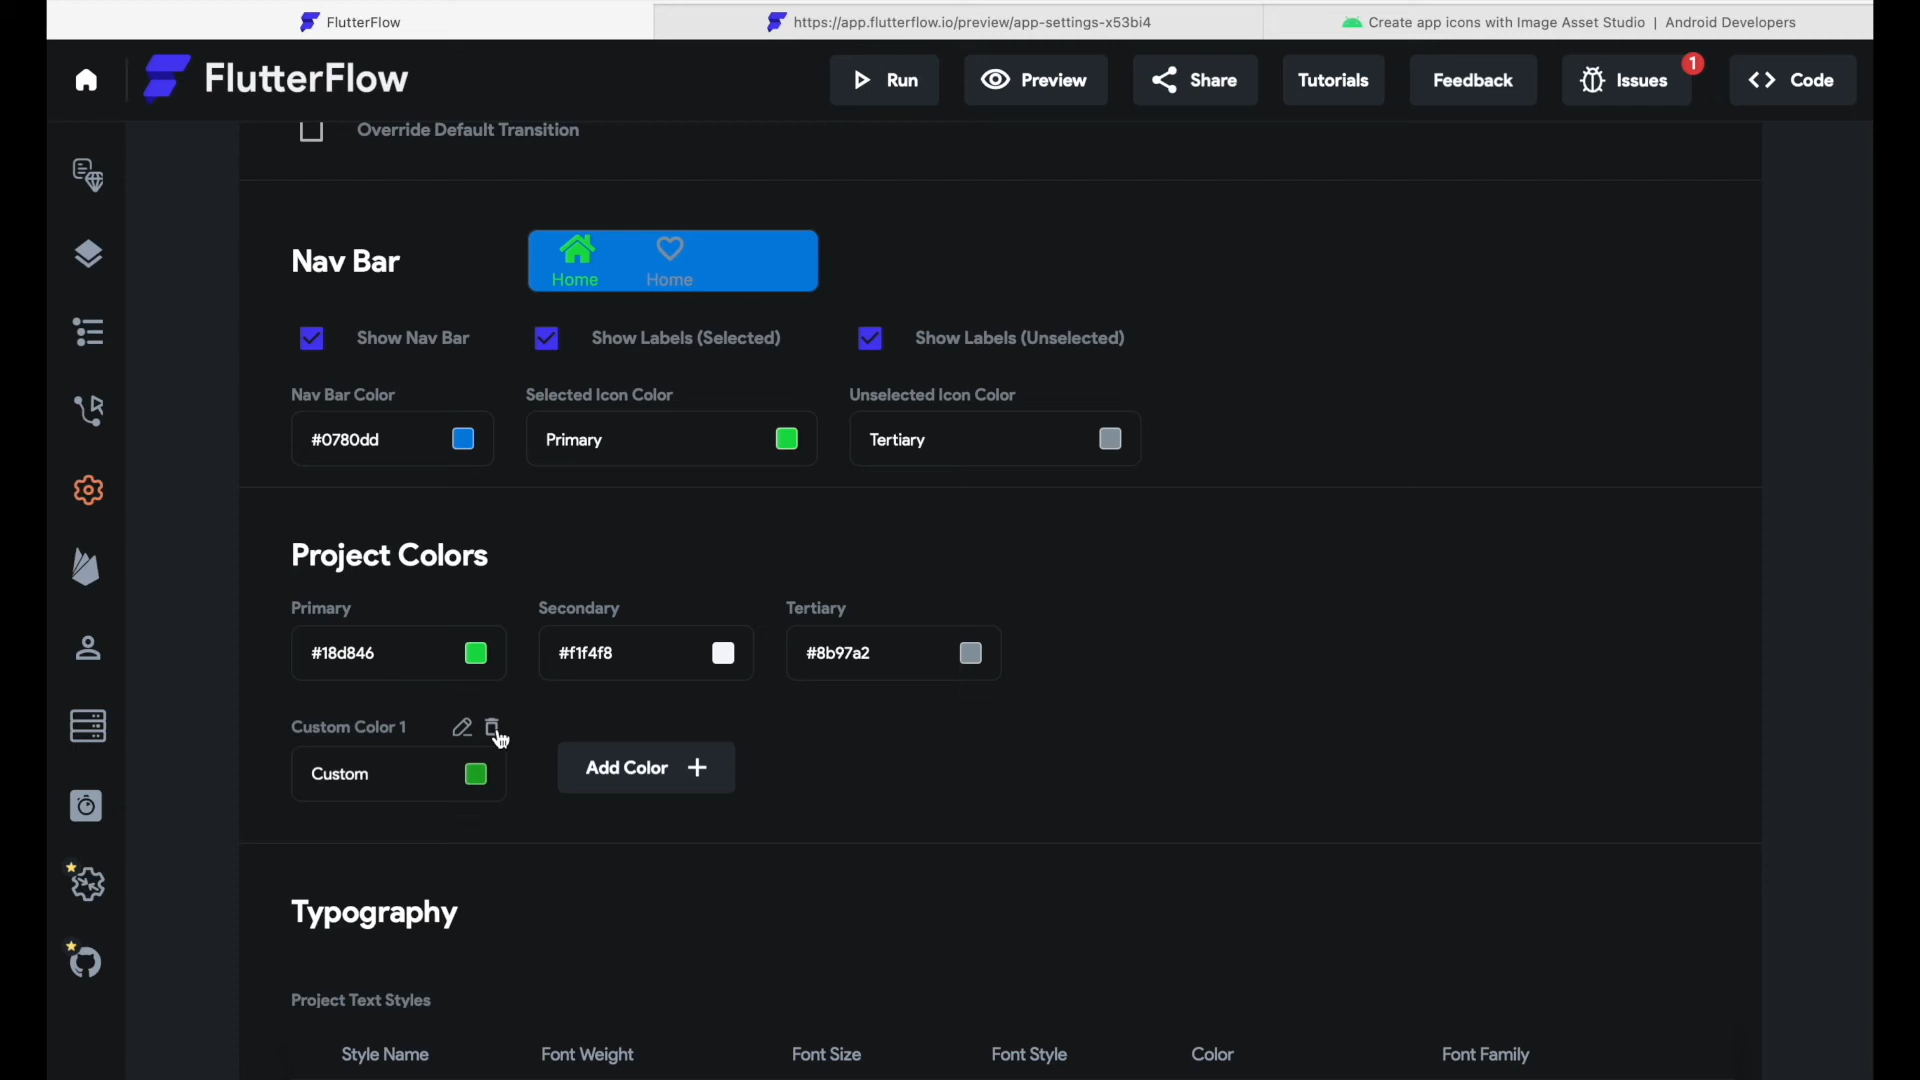 FlutterFlow
https://app.flutterflow.io/preview/app-settings-x53bi4
Create app icons with Image Asset Studio | Android Developers
FlutterFlow
Run
Preview
Share
Tutorials
Feedback
Issues
1
Code
Override Default Transition
Nav Bar
Home
Home
Show Nav Bar
Show Labels (Selected)
Show Labels (Unselected)
Nav Bar Color
Selected Icon Color
Unselected Icon Color
#0780dd
Primary
Tertiary
Project Colors
Primary
Secondary
Tertiary
#18d846
#f1f4f8
#8b97a2
Custom Color 1
Custom
Add Color +
Typography
Project Text Styles
Style Name
Font Weight
Font Size
Font Style
Color
Font Family